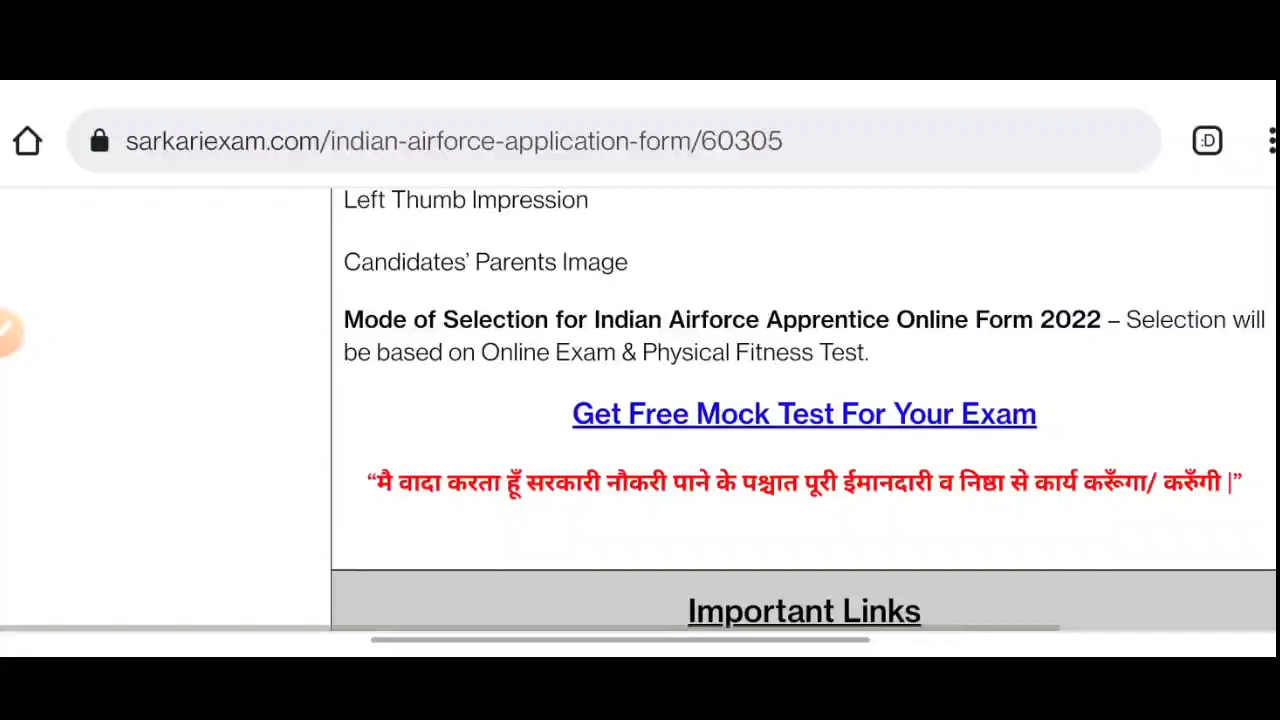 sarkariexam.com/indian-airforce-application-form/60305
:D
Left Thumb Impression
Candidates’ Parents Image
Mode of Selection for Indian Airforce Apprentice Online Form 2022 – Selection will
be based on Online Exam & Physical Fitness Test.
Get Free Mock Test For Your Exam
“मै वादा करता हूँ सरकारी नौकरी पाने के पश्चात पूरी ईमानदारी व निष्ठा से कार्य करूँगा/ करुँगी |”
Important Links